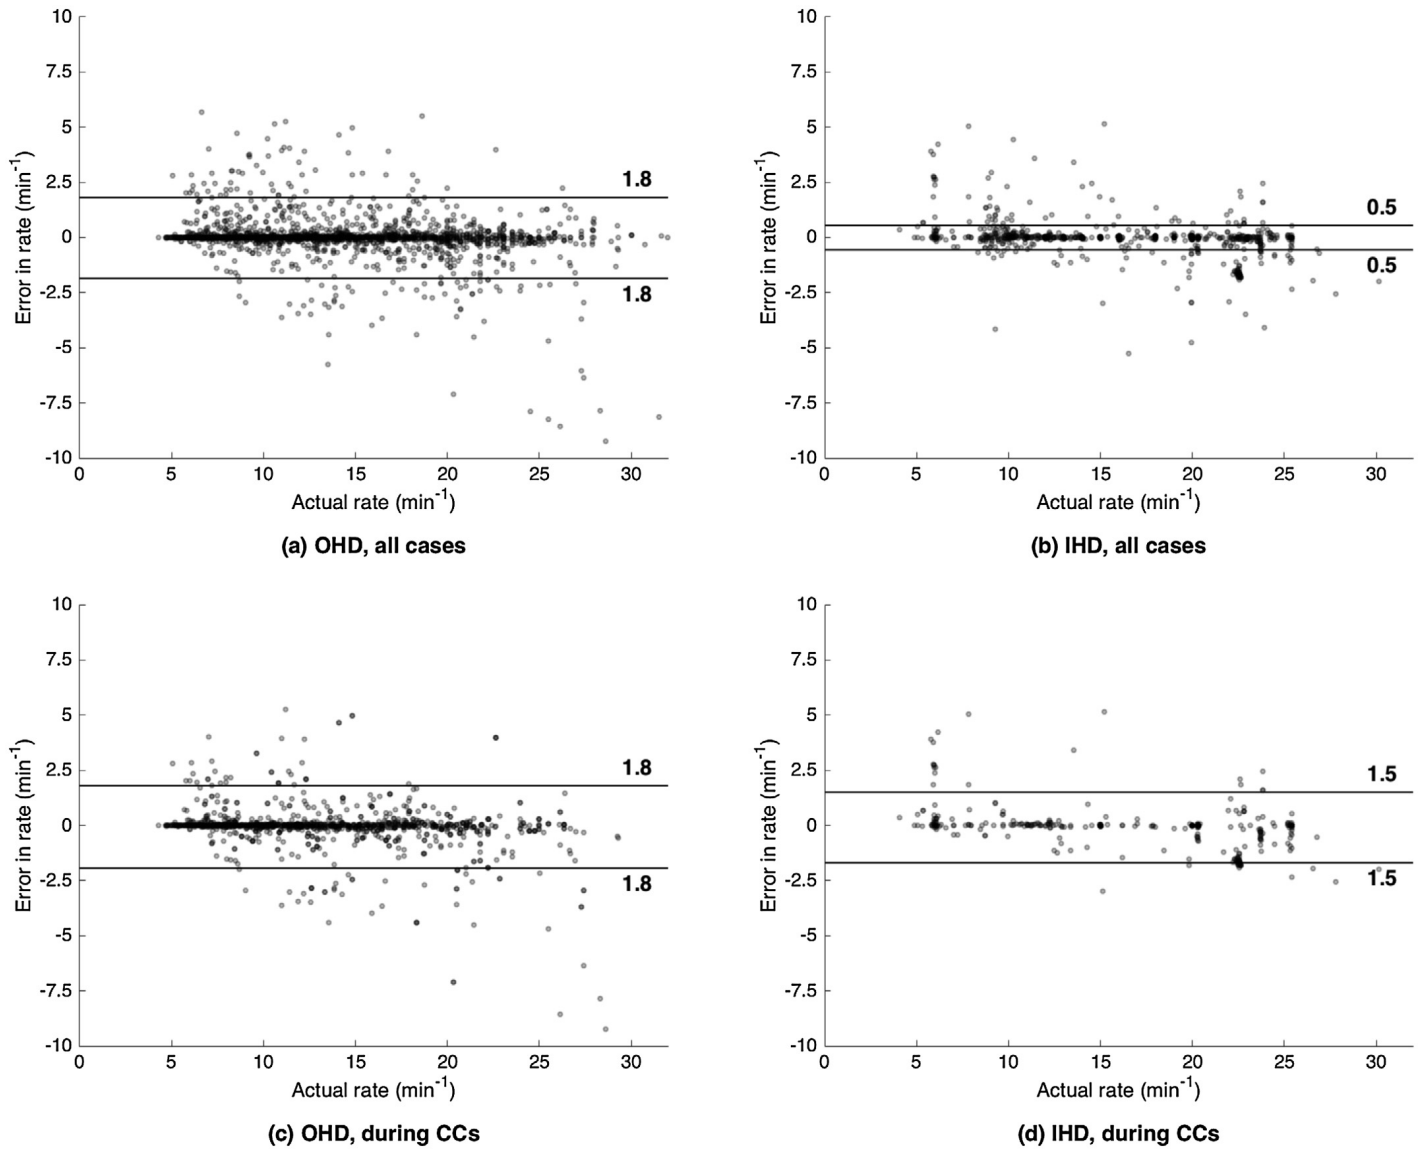 10
7.5
5
2.5
0
-2.5
-5
-7.5
-10
Error in rate (min⁻¹)
1.8
1.8
0 5 10 15 20 25 30
Actual rate (min⁻¹)
(a) OHD, all cases
10
7.5
5
2.5
0
-2.5
-5
-7.5
-10
Error in rate (min⁻¹)
0.5
0.5
0 5 10 15 20 25 30
Actual rate (min⁻¹)
(b) IHD, all cases
10
7.5
5
2.5
0
-2.5
-5
-7.5
-10
Error in rate (min⁻¹)
1.8
1.8
0 5 10 15 20 25 30
Actual rate (min⁻¹)
(c) OHD, during CCs
10
7.5
5
2.5
0
-2.5
-5
-7.5
-10
Error in rate (min⁻¹)
1.5
1.5
0 5 10 15 20 25 30
Actual rate (min⁻¹)
(d) IHD, during CCs